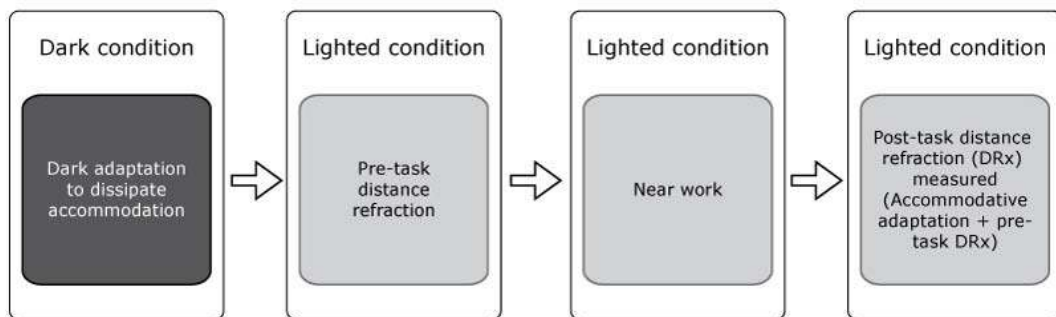 Dark condition
Dark adaptation
to dissipate
accommodation
Lighted condition
Pre-task
distance
refraction
Lighted condition
Near work
Lighted condition
Post-task distance
refraction (DRx)
measured
(Accommodative
adaptation + pre-
task DRx)